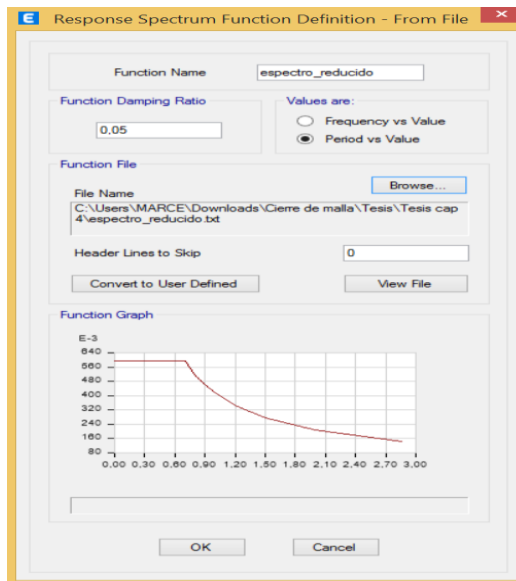 E Response Spectrum Function Definition - From File
Function Name espectro_reducido
Function Damping Ratio
0,05
Values are:
Frequency vs Value
Period vs Value
Function File
Browse...
File Name
C:\Users\MARCE\Downloads\Cierre de malla\Tesis\Tesis cap
4\espectro_reducido.txt
Header Lines to Skip 0
Convert to User Defined View File
Function Graph
E-3
640
560
480
400
320
240
160
80
0,00 0,30 0,60 0,90 1,20 1,50 1,80 2,10 2,40 2,70 3,00
OK Cancel